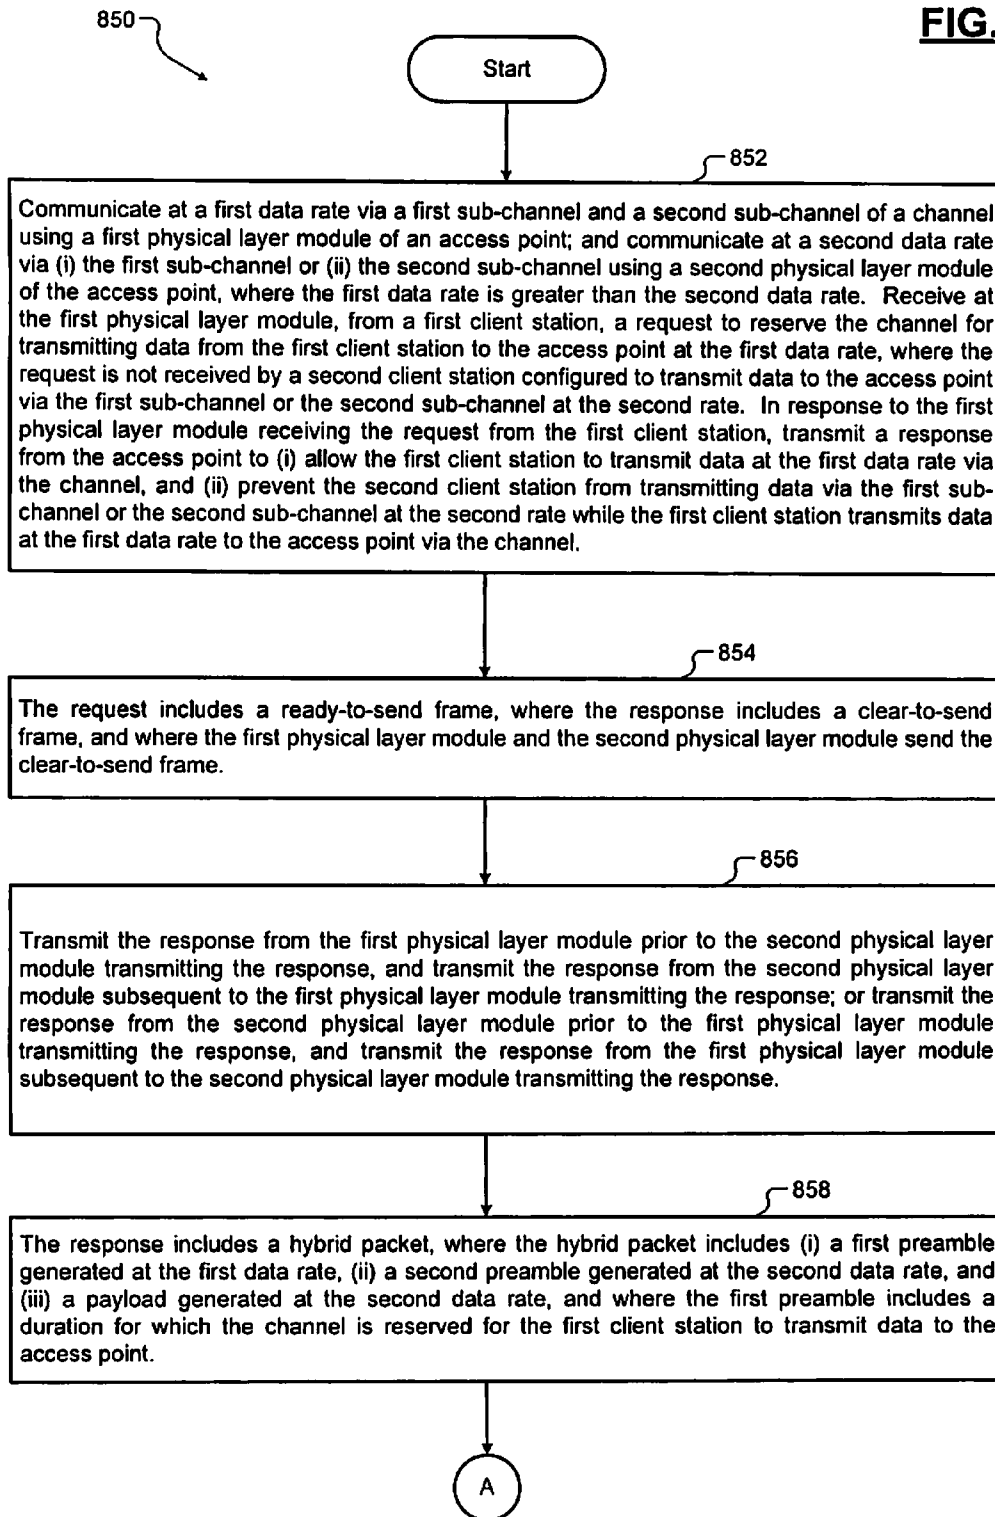 850
FIG.
Start
852
Communicate at a first data rate via a first sub-channel and a second sub-channel of a channel
using a first physical layer module of an access point; and communicate at a second data rate
via (i) the first sub-channel or (ii) the second sub-channel using a second physical layer module
of the access point, where the first data rate is greater than the second data rate. Receive at
the first physical layer module, from a first client station, a request to reserve the channel for
transmitting data from the first client station to the access point at the first data rate, where the
request is not received by a second client station configured to transmit data to the access point
via the first sub-channel or the second sub-channel at the second rate. In response to the first
physical layer module receiving the request from the first client station, transmit a response
from the access point to (i) allow the first client station to transmit data at the first data rate via
the channel, and (ii) prevent the second client station from transmitting data via the first sub-
channel or the second sub-channel at the second rate while the first client station transmits data
at the first data rate to the access point via the channel.
854
The request includes a ready-to-send frame, where the response includes a clear-to-send
frame, and where the first physical layer module and the second physical layer module send the
clear-to-send frame.
856
Transmit the response from the first physical layer module prior to the second physical layer
module transmitting the response, and transmit the response from the second physical layer
module subsequent to the first physical layer module transmitting the response; or transmit the
response from the second physical layer module prior to the first physical layer module
transmitting the response, and transmit the response from the first physical layer module
subsequent to the second physical layer module transmitting the response.
858
The response includes a hybrid packet, where the hybrid packet includes (i) a first preamble
generated at the first data rate, (ii) a second preamble generated at the second data rate, and
(iii) a payload generated at the second data rate, and where the first preamble includes a
duration for which the channel is reserved for the first client station to transmit data to the
access point.
A